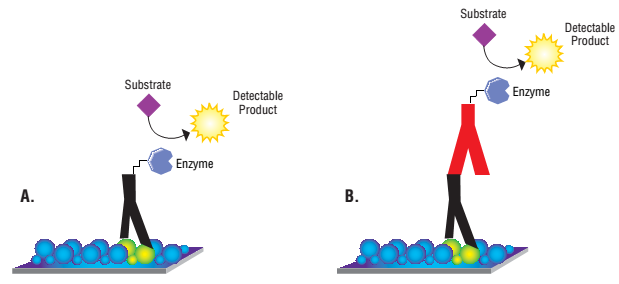 A.
Substrate
Detectable
Product
Enzyme
B.
Substrate
Detectable
Product
Enzyme